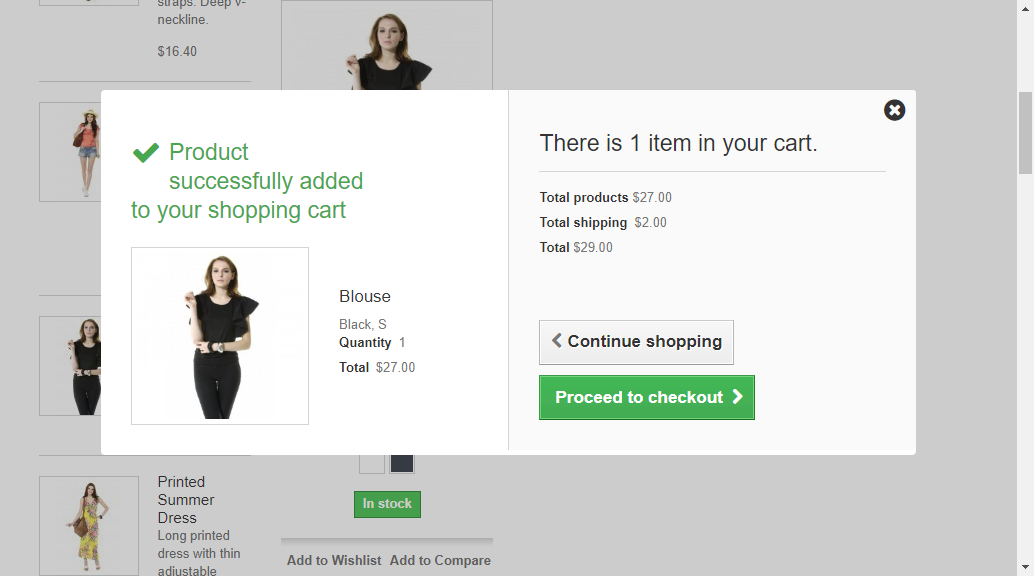 straps. Deep v-
neckline.
$16.40
Product
successfully added
to your shopping cart
Blouse
Black, S
Quantity 1
Total $27.00
There is 1 item in your cart.
Total products $27.00
Total shipping $2.00
Total $29.00
Continue shopping
Proceed to checkout
Printed
Summer
Dress
Long printed
dress with thin
adjustable
In stock
Add to Wishlist Add to Compare